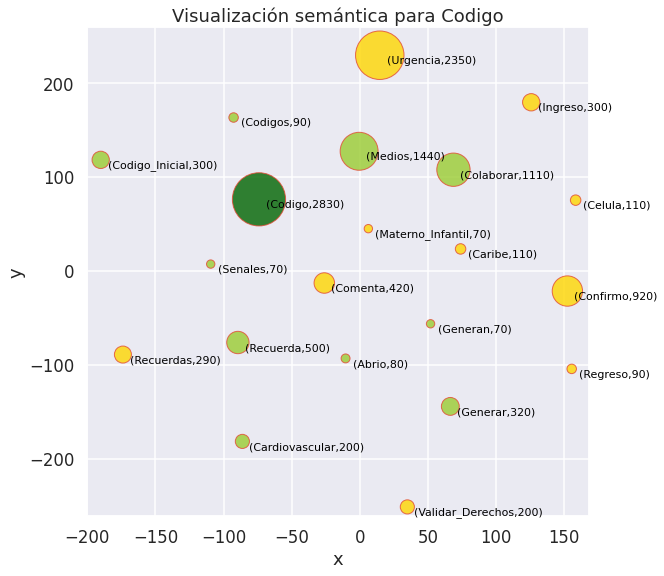 Visualización semántica para Codigo
(Urgencia,2350)
(Ingreso,300)
(Codigos,90)
(Medios,1440)
(Codigo_Inicial,300)
(Colaborar,1110)
(Codigo,2830)
(Celula,110)
(Materno_Infantil,70)
(Caribe,110)
(Senales,70)
(Comenta,420)
(Confirmo,920)
(Generan,70)
(Recuerda,500)
(Recuerdas,290)
(Abrio,80)
(Regreso,90)
(Generar,320)
(Cardiovascular,200)
(Validar_Derechos,200)
y
200
100
0
−100
−200
−200 −150 −100 −50 0 50 100 150
x